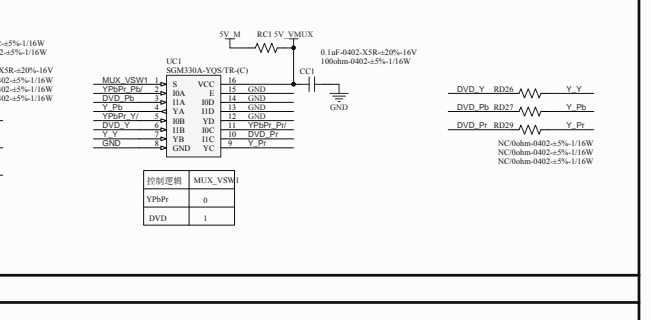 -±5%-1/16W
2-±5%-1/16W
X5R-±20%-16V
402-±5%-1/16W
402-±5%-1/16W
402-±5%-1/16W
5V_M RC1 5V_VMUX
0.1uF-0402-X5R-±20%-16V
100ohm-0402-±5%-1/16W
UC1
SGM330A-YQS/TR-(C)
CC1
GND
MUX_VSW1 1 S VCC 16
YPbPr_Pb/ 2 I0A E 15 GND
DVD_Pb 3 I1A I0D 14 GND
Y_Pb 4 YA I1D 13 GND
YPbPr_Y/ 5 I0B YD 12 GND
DVD_Y 6 I1B I0C 11 YPbPr_Pr/
Y_Y 7 YB I1C 10 DVD_Pr
GND 8 GND YC 9 Y_Pr
DVD_Y RD26 Y_Y
DVD_Pb RD27 Y_Pb
DVD_Pr RD29 Y_Pr
NC/0ohm-0402-±5%-1/16W
NC/0ohm-0402-±5%-1/16W
NC/0ohm-0402-±5%-1/16W
控制逻辑 MUX_VSW1
YPbPr 0
DVD 1